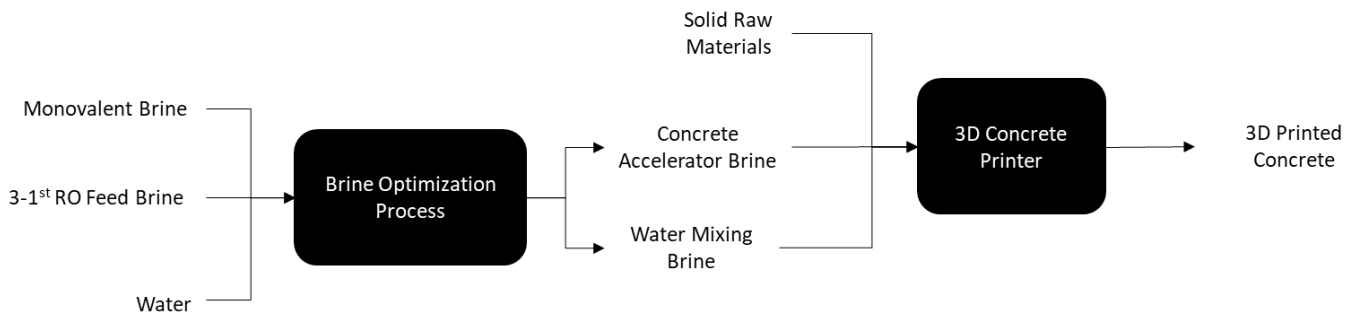 Monovalent Brine
3-1st RO Feed Brine
Water
Brine Optimization
Process
Solid Raw
Materials
Concrete
Accelerator Brine
Water Mixing
Brine
3D Concrete
Printer
3D Printed
Concrete